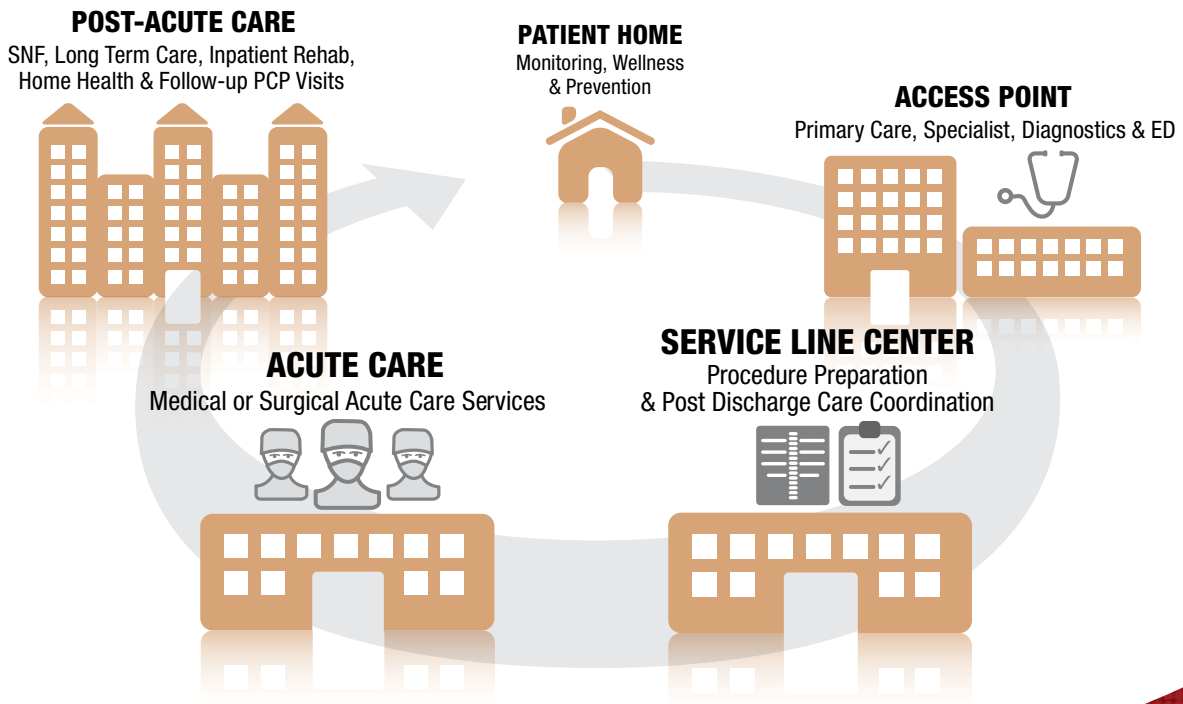 POST-ACUTE CARE
SNF, Long Term Care, Inpatient Rehab,
Home Health & Follow-up PCP Visits
PATIENT HOME
Monitoring, Wellness
& Prevention
ACCESS POINT
Primary Care, Specialist, Diagnostics & ED
ACUTE CARE
Medical or Surgical Acute Care Services
SERVICE LINE CENTER
Procedure Preparation
& Post Discharge Care Coordination